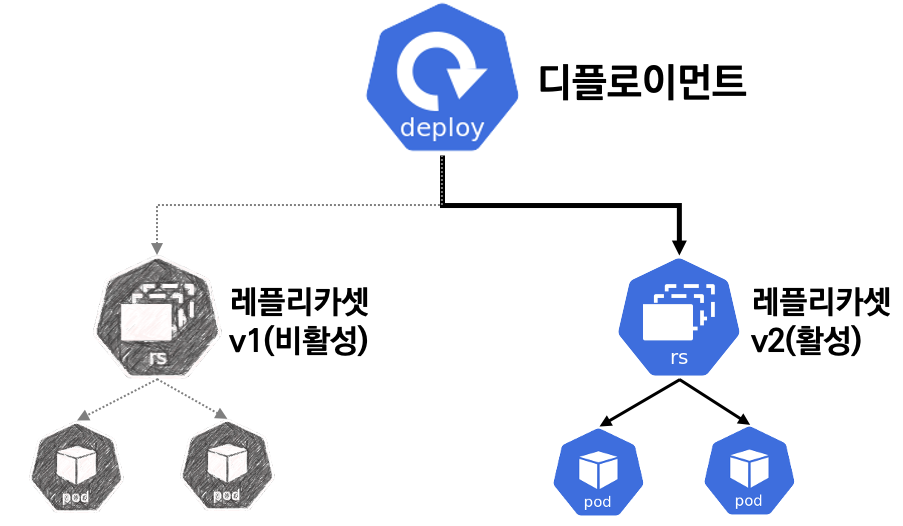 deploy
디플로이먼트
rs
레플리카셋
v1(비활성)
rs
레플리카셋
v2(활성)
pod
pod
pod
pod